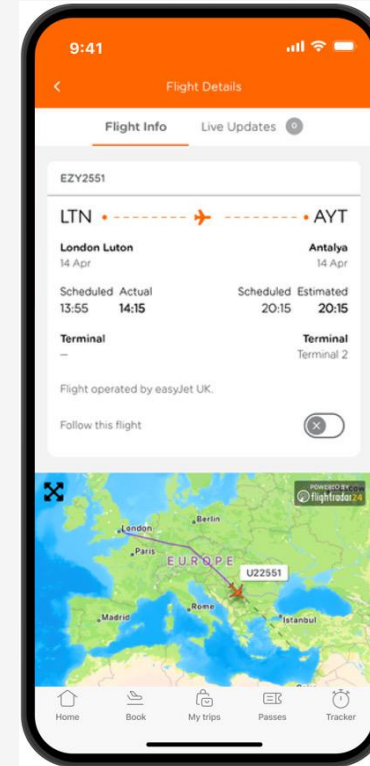 9:41
Flight Details
Flight Info Live Updates 0
EZY2551
LTN AYT
London Luton Antalya
14 Apr 14 Apr
Scheduled Actual Scheduled Estimated
13:55 14:15 20:15 20:15
Terminal Terminal
— Terminal 2
Flight operated by easyJet UK.
Follow this flight
POWERED BY
flightradar24
London
Berlin
Paris
EUROPE
U22551
Rome
Madrid
Istanbul
Home Book My trips Passes Tracker